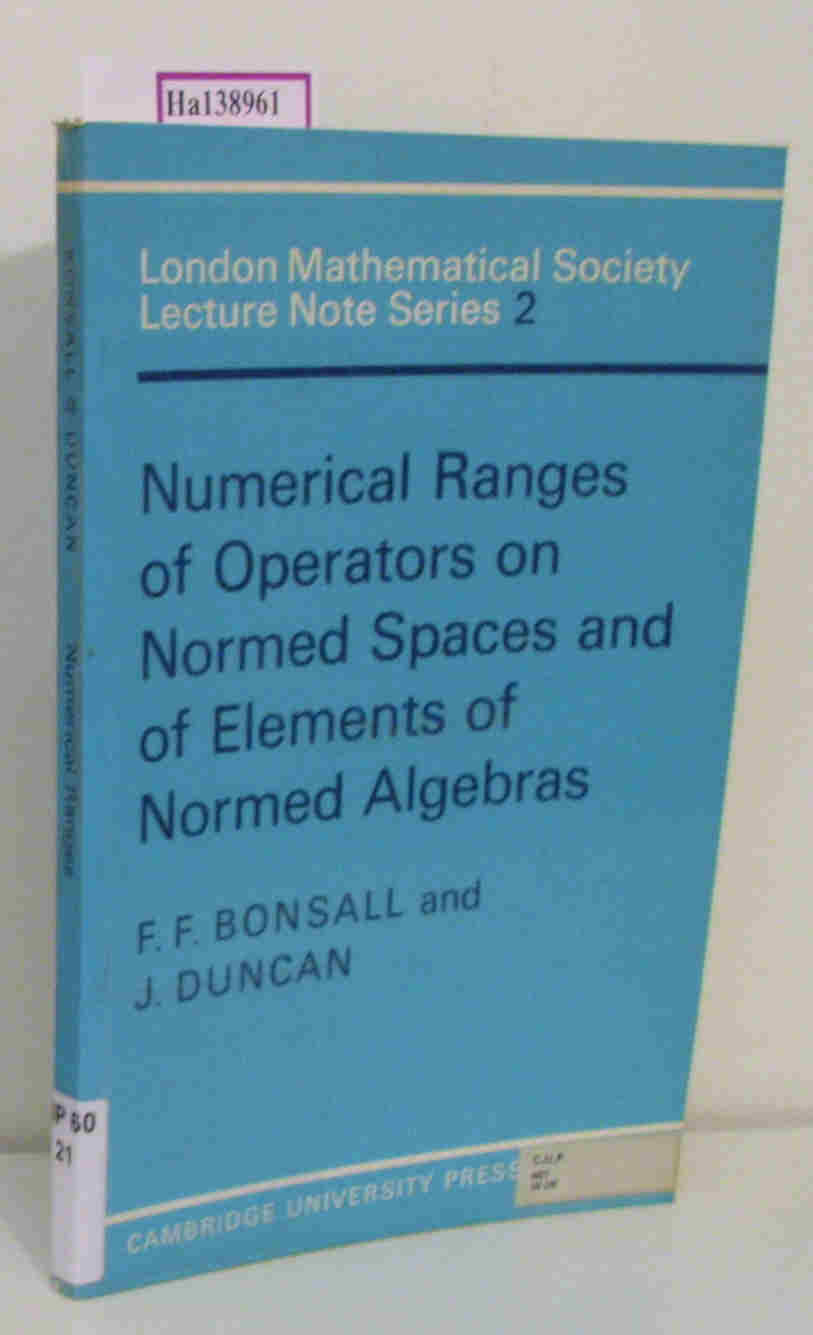 Ha138961
London Mathematical Society
Lecture Note Series 2
Numerical Ranges
of Operators on
Normed Spaces and
of Elements of
Normed Algebras
F. F. BONSALL and
J. DUNCAN
CAMBRIDGE UNIVERSITY PRESS
BONSALL & DUNCAN Numerical Ranges
P 60
21
C.U.P